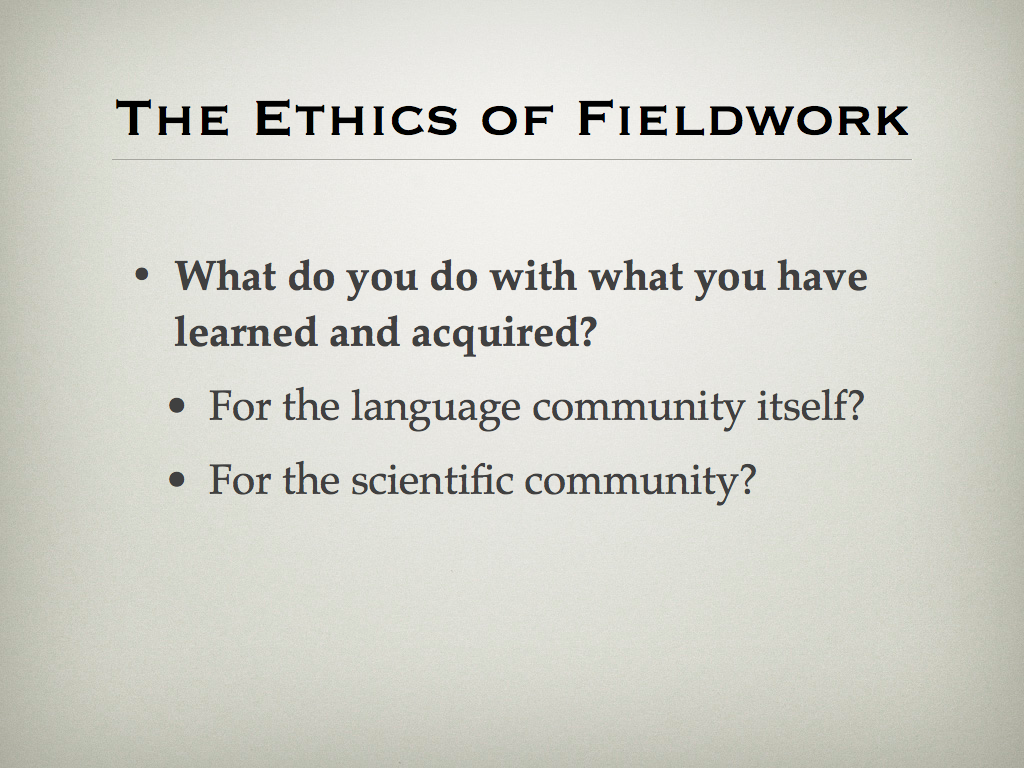 The Ethics of Fieldwork
• What do you do with what you have
learned and acquired?
• For the language community itself?
• For the scientific community?